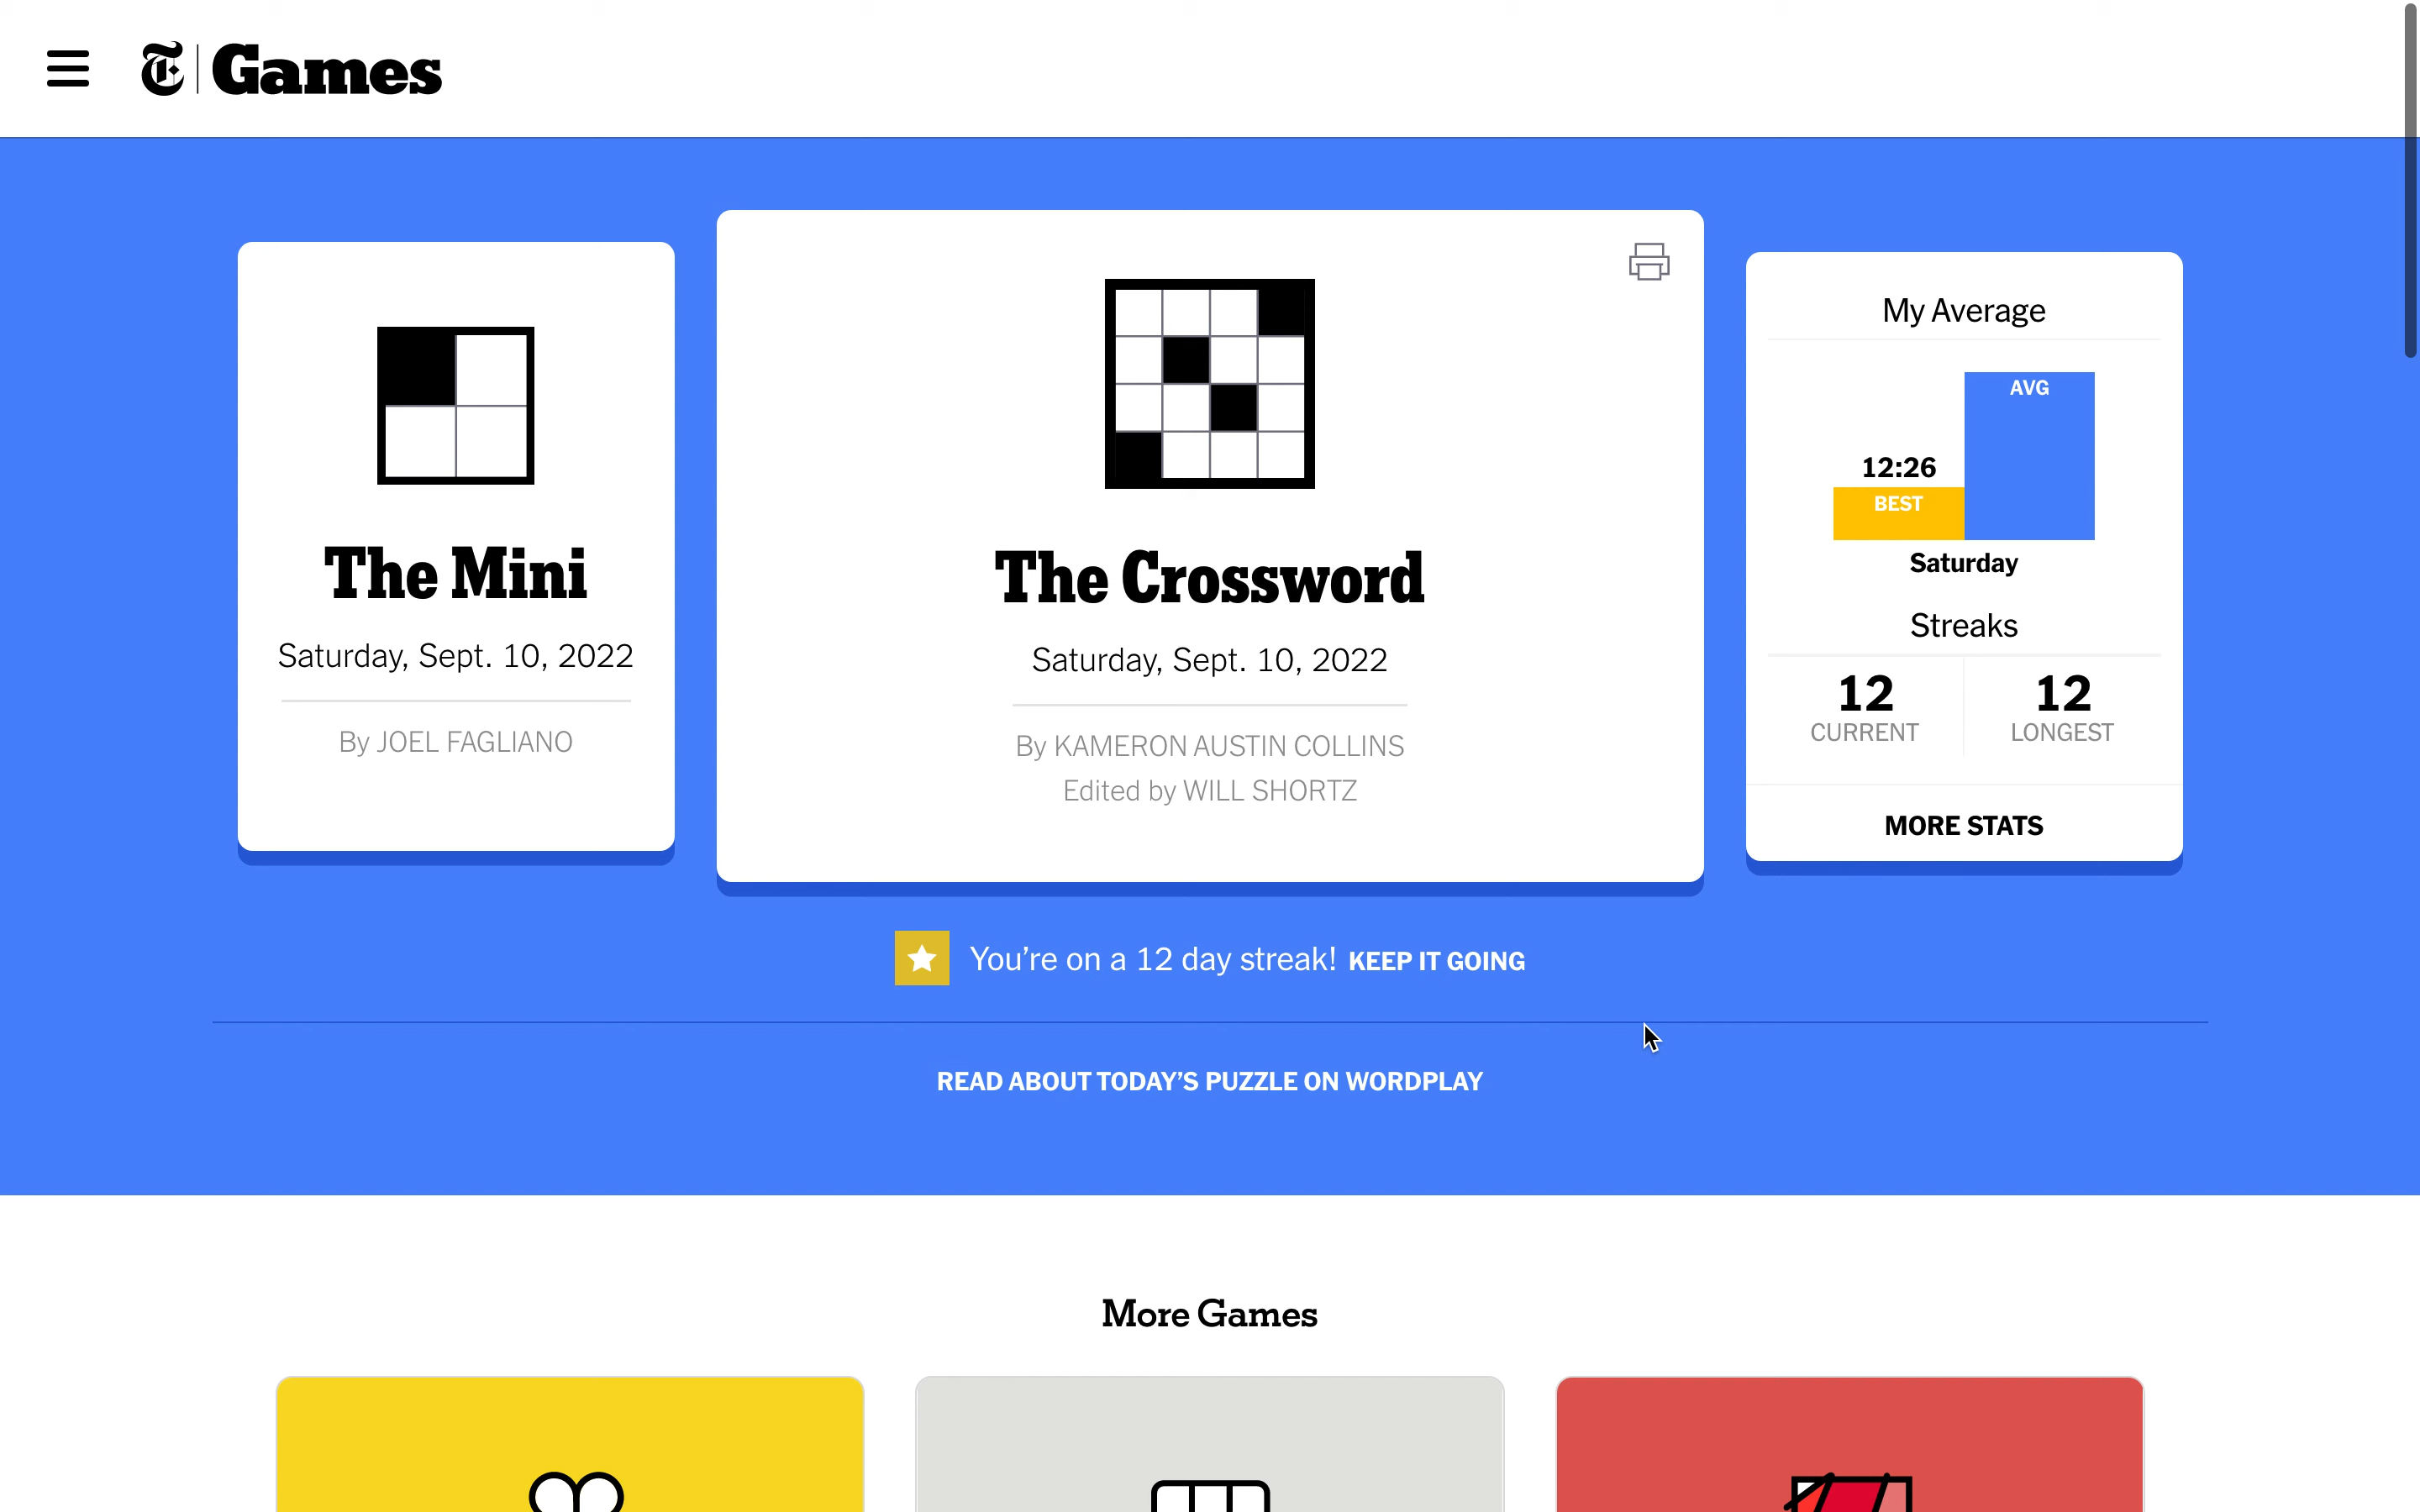 T Games
The Mini
Saturday, Sept. 10, 2022
By JOEL FAGLIANO
The Crossword
Saturday, Sept. 10, 2022
By KAMERON AUSTIN COLLINS
Edited by WILL SHORTZ
My Average
AVG
12:26
BEST
Saturday
Streaks
12
CURRENT
12
LONGEST
MORE STATS
You’re on a 12 day streak! KEEP IT GOING
READ ABOUT TODAY’S PUZZLE ON WORDPLAY
More Games